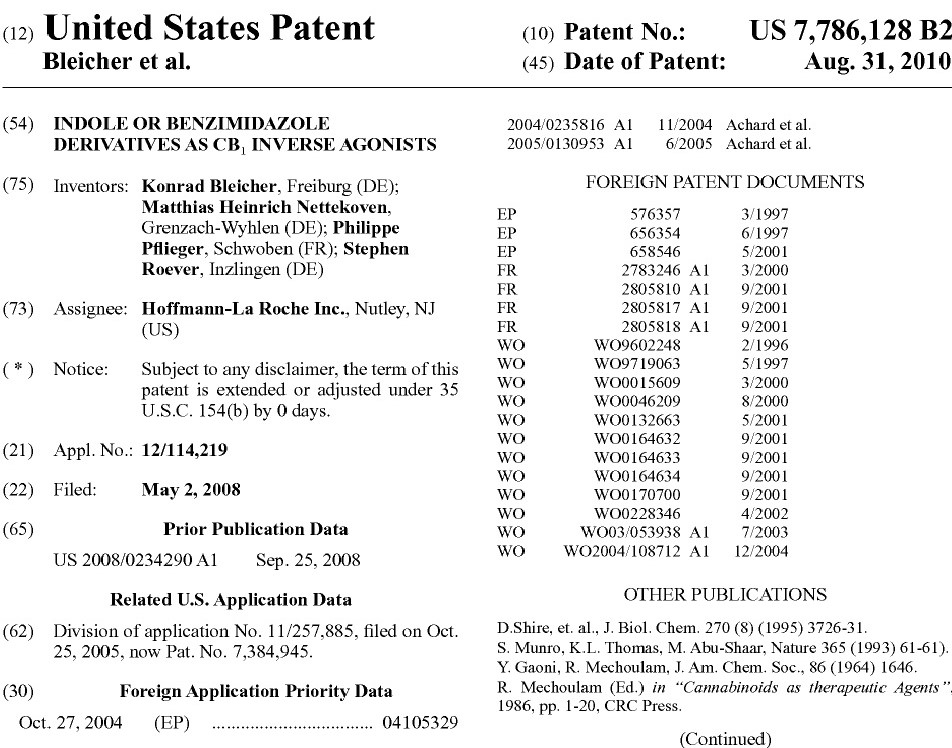 (12) United States Patent
Bleicher et al.
(10) Patent No.: US 7,786,128 B2
(45) Date of Patent: Aug. 31, 2010
(54) INDOLE OR BENZIMIDAZOLE
DERIVATIVES AS CB1 INVERSE AGONISTS
(75) Inventors: Konrad Bleicher, Freiburg (DE);
Matthias Heinrich Nettekoven,
Grenzach-Wyhlen (DE); Philippe
Pflieger, Schwoben (FR); Stephen
Roever, Inzlingen (DE)
(73) Assignee: Hoffmann-La Roche Inc., Nutley, NJ
(US)
(*) Notice: Subject to any disclaimer, the term of this
patent is extended or adjusted under 35
U.S.C. 154(b) by 0 days.
(21) Appl. No.: 12/114,219
(22) Filed: May 2, 2008
(65) Prior Publication Data
US 2008/0234290 A1 Sep. 25, 2008
Related U.S. Application Data
(62) Division of application No. 11/257,885, filed on Oct.
25, 2005, now Pat. No. 7,384,945.
(30) Foreign Application Priority Data
Oct. 27, 2004 (EP) .................................. 04105329
2004/0235816 A1 11/2004 Achard et al.
2005/0130953 A1 6/2005 Achard et al.
FOREIGN PATENT DOCUMENTS
EP 576357 3/1997
EP 656354 6/1997
EP 658546 5/2001
FR 2783246 A1 3/2000
FR 2805810 A1 9/2001
FR 2805817 A1 9/2001
FR 2805818 A1 9/2001
WO WO9602248 2/1996
WO WO9719063 5/1997
WO WO0015609 3/2000
WO WO0046209 8/2000
WO WO0132663 5/2001
WO WO0164632 9/2001
WO WO0164633 9/2001
WO WO0164634 9/2001
WO WO0170700 9/2001
WO WO0228346 4/2002
WO WO03/053938 A1 7/2003
WO WO2004/108712 A1 12/2004
OTHER PUBLICATIONS
D.Shire, et. al., J. Biol. Chem. 270 (8) (1995) 3726-31.
S. Munro, K.L. Thomas, M. Abu-Shaar, Nature 365 (1993) 61-61).
Y. Gaoni, R. Mechoulam, J. Am. Chem. Soc., 86 (1964) 1646.
R. Mechoulam (Ed.) in "Cannabinoids as therapeutic Agents",
1986, pp. 1-20, CRC Press.
(Continued)